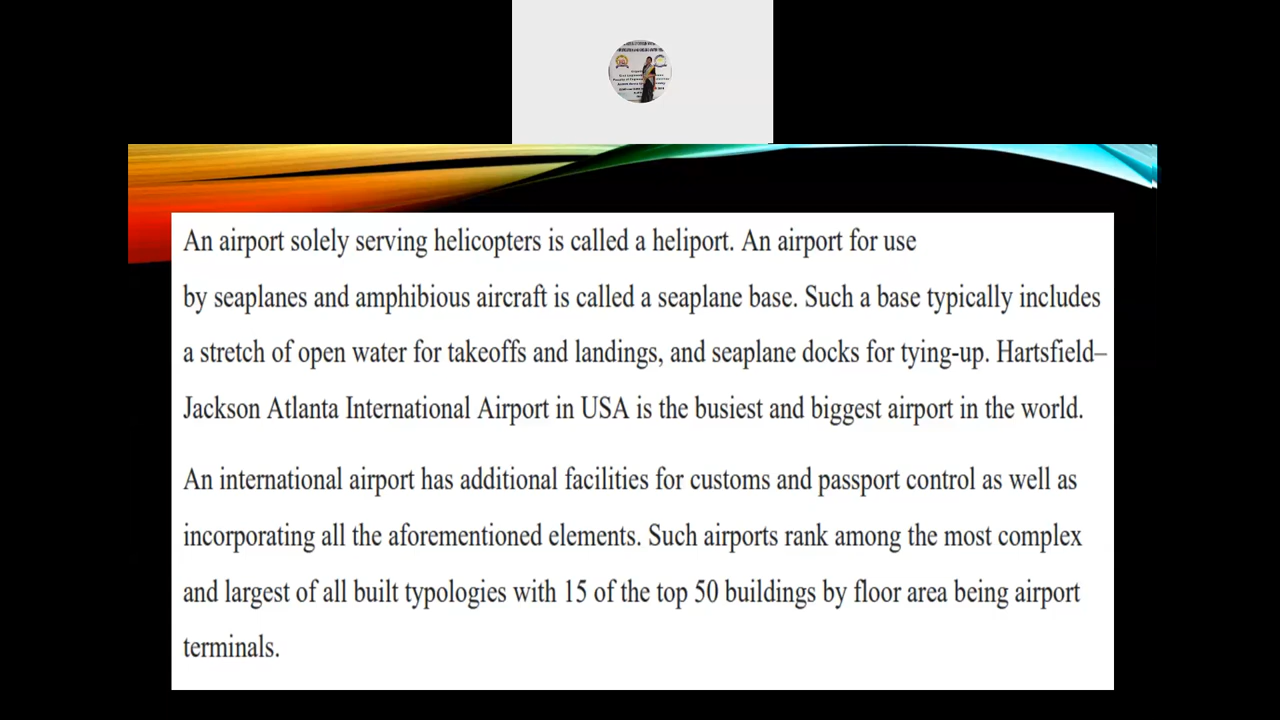 An airport solely serving helicopters is called a heliport. An airport for use
by seaplanes and amphibious aircraft is called a seaplane base. Such a base typically includes
a stretch of open water for takeoffs and landings, and seaplane docks for tying-up. Hartsfield–
Jackson Atlanta International Airport in USA is the busiest and biggest airport in the world.
An international airport has additional facilities for customs and passport control as well as
incorporating all the aforementioned elements. Such airports rank among the most complex
and largest of all built typologies with 15 of the top 50 buildings by floor area being airport
terminals.